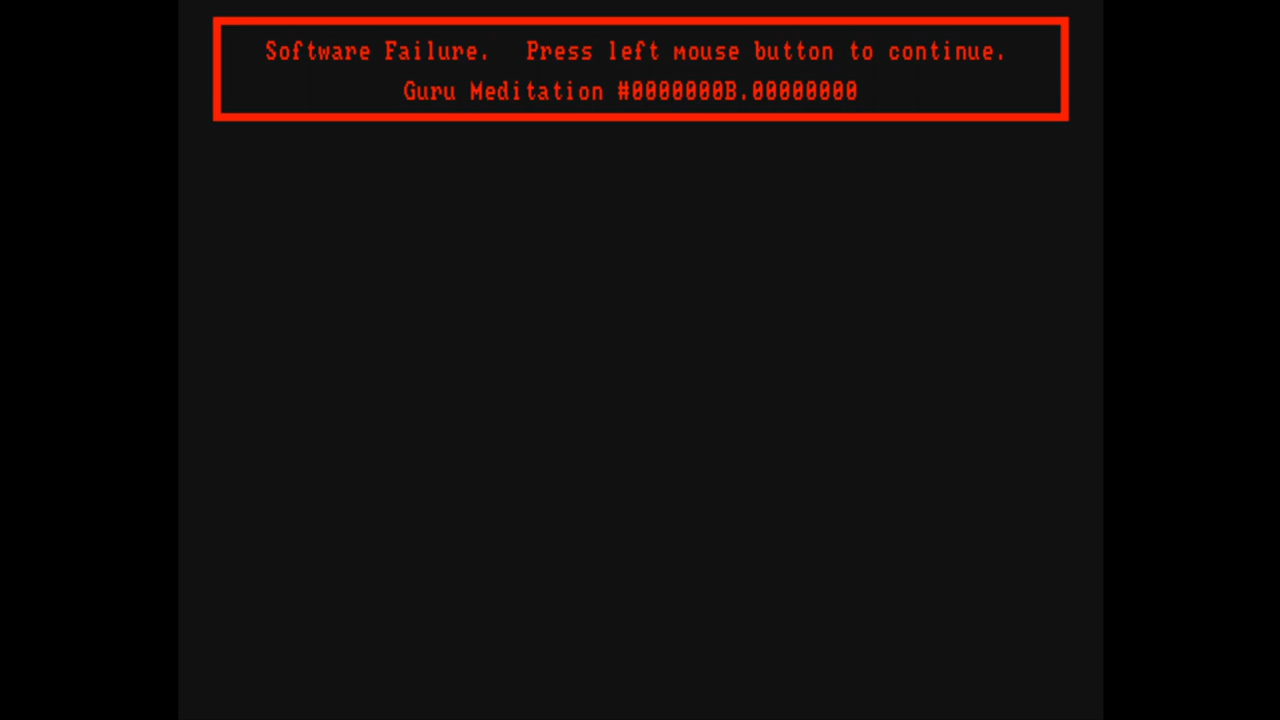 Software Failure.  Press left mouse button to continue.
Guru Meditation #0000000B.00000000